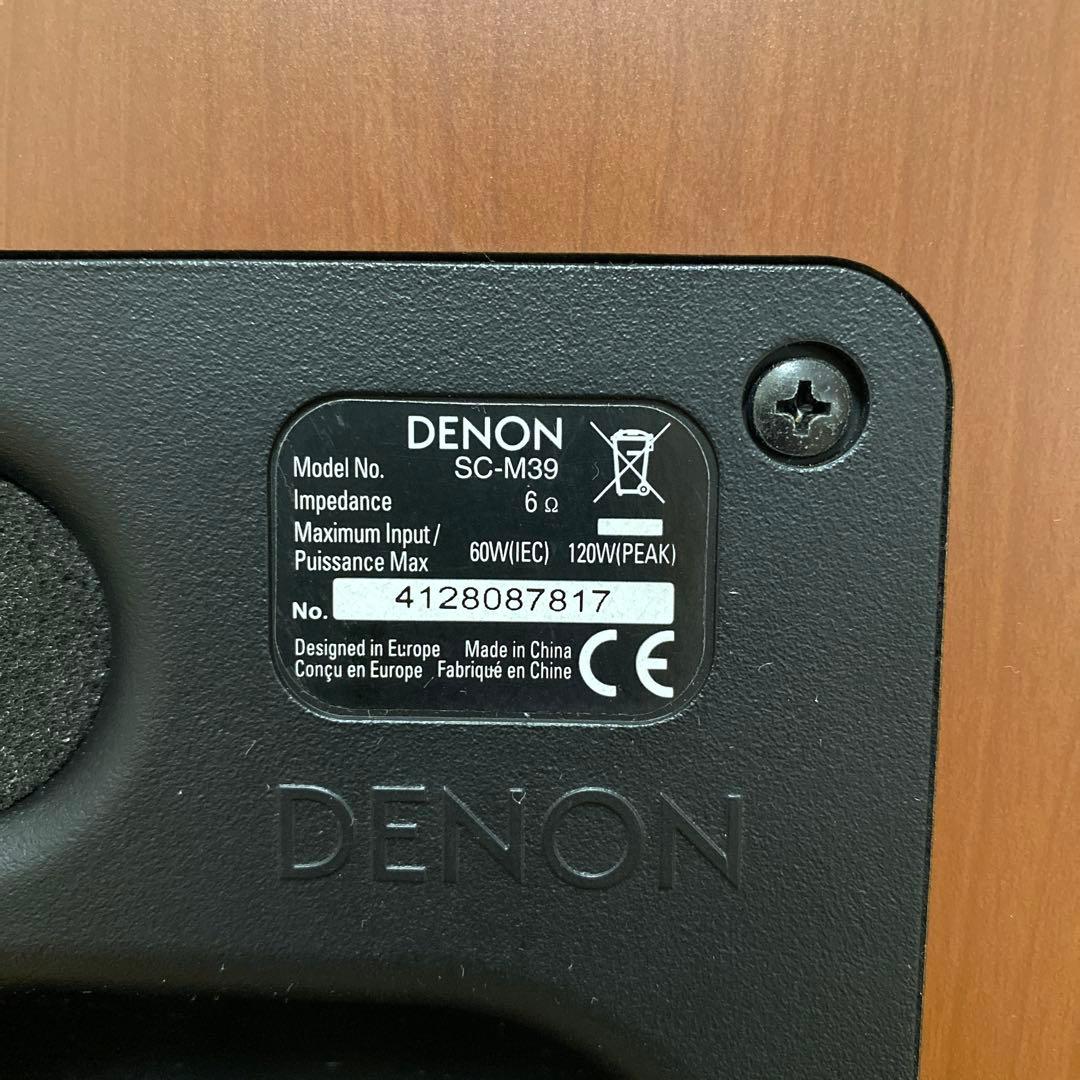 DENON
Model No. SC-M39
Impedance 6 Ω
Maximum Input/
Puissance Max 60W(IEC) 120W(PEAK)
No. 4128087817
Designed in Europe Made in China
Conçu en Europe Fabriqué en Chine
CE
DENON